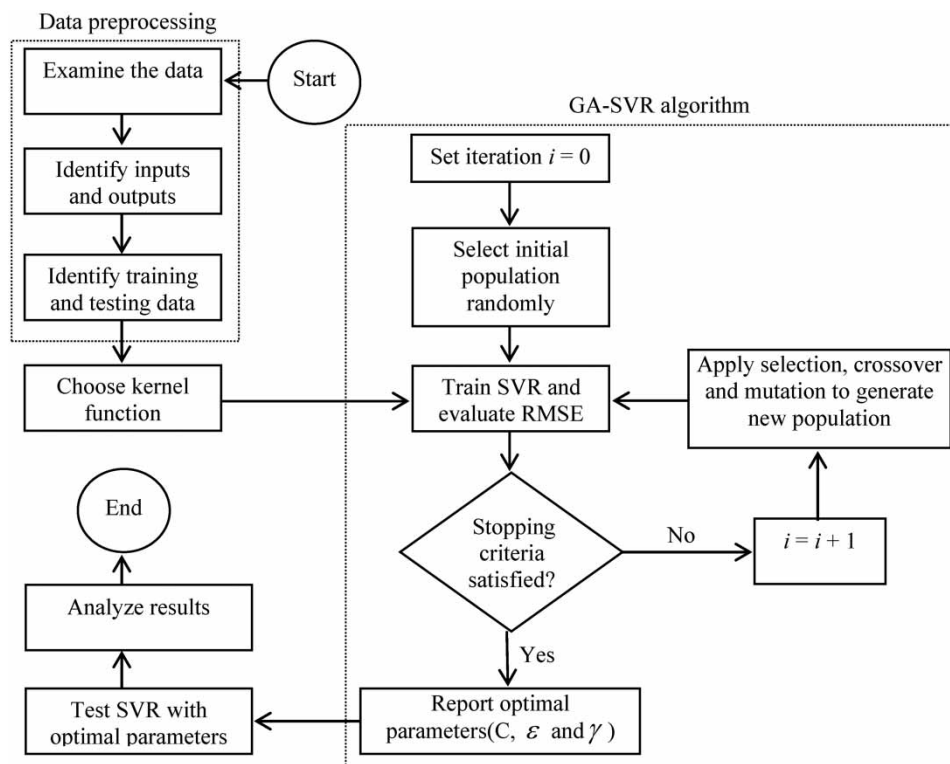 Data preprocessing
Examine the data
Start
Identify inputs
and outputs
Identify training
and testing data
Choose kernel
function
GA-SVR algorithm
Set iteration i = 0
Select initial
population
randomly
Train SVR and
evaluate RMSE
Apply selection, crossover
and mutation to generate
new population
Stopping
criteria
satisfied?
No
i = i + 1
Yes
Report optimal
parameters(C, ε and γ )
Test SVR with
optimal parameters
Analyze results
End